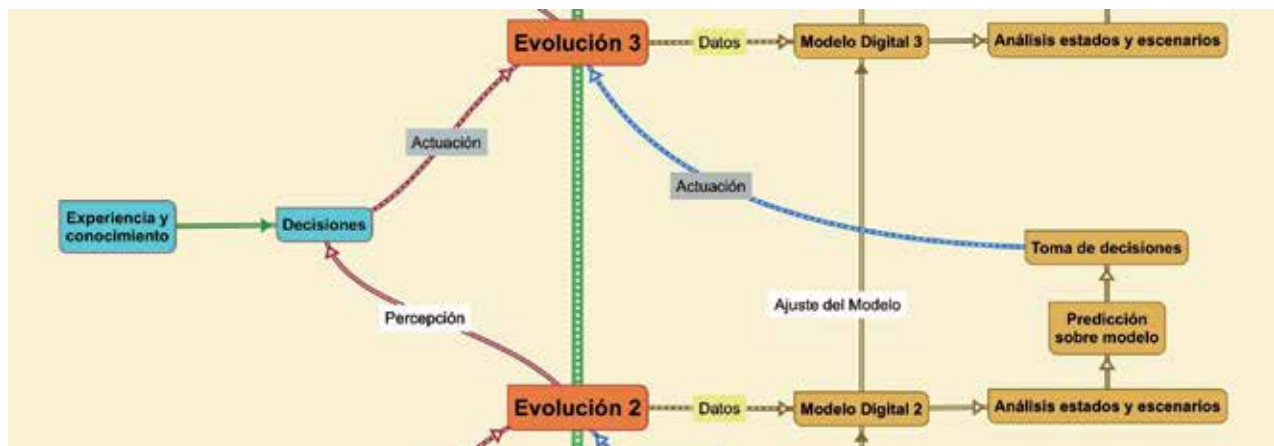 Evolución 3
Datos
Modelo Digital 3
Análisis estados y escenarios
Actuación
Actuación
Experiencia y
conocimiento
Decisiones
Toma de decisiones
Percepción
Ajuste del Modelo
Predicción
sobre modelo
Evolución 2
Datos
Modelo Digital 2
Análisis estados y escenarios